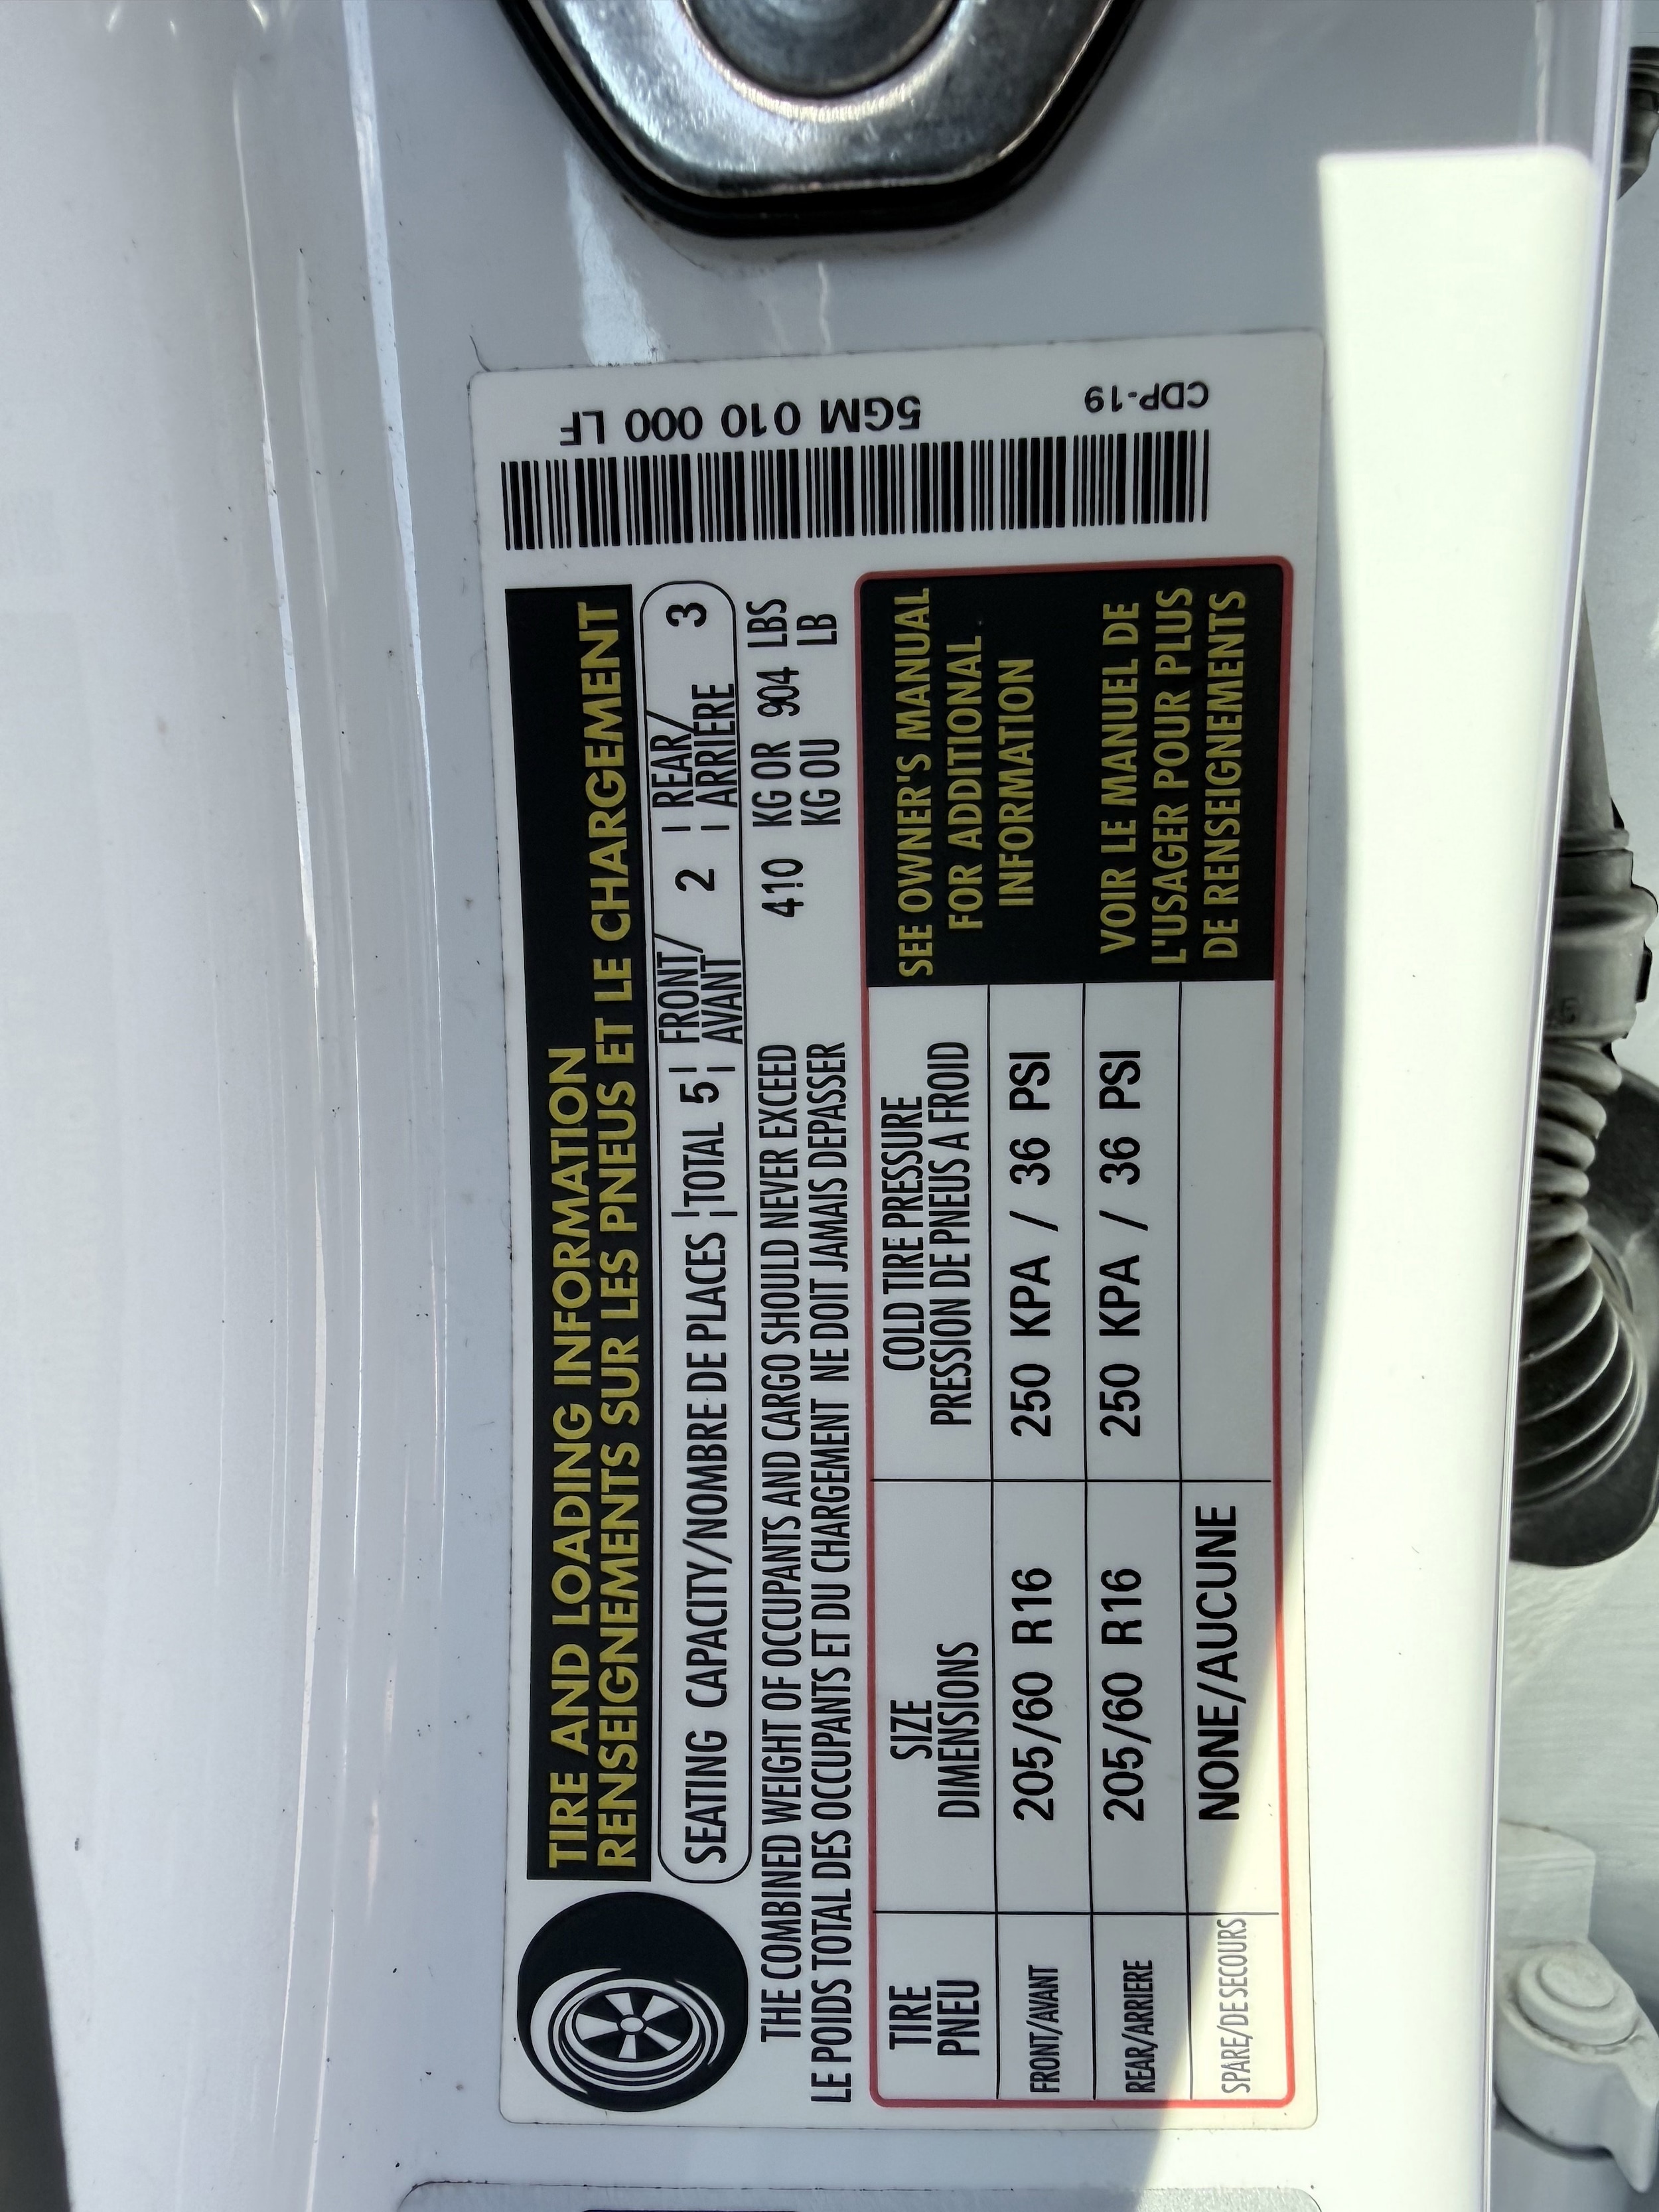 TIRE AND LOADING INFORMATION
RENSEIGNEMENTS SUR LES PNEUS ET LE CHARGEMENT
SEATING CAPACITY/NOMBRE DE PLACES TOTAL 5 FRONT/AVANT 2 REAR/ARRIERE 3
THE COMBINED WEIGHT OF OCCUPANTS AND CARGO SHOULD NEVER EXCEED 410 KG OR 904 LBS
LE POIDS TOTAL DES OCCUPANTS ET DU CHARGEMENT NE DOIT JAMAIS DEPASSER KG OU LB
TIRE SIZE COLD TIRE PRESSURE
PNEU DIMENSIONS PRESSION DE PNEUS A FROID
FRONT/AVANT 205/60 R16 250 KPA / 36 PSI
REAR/ARRIERE 205/60 R16 250 KPA / 36 PSI
SPARE/DE SECOURS NONE/AUCUNE
SEE OWNER'S MANUAL
FOR ADDITIONAL
INFORMATION
VOIR LE MANUEL DE
L'USAGER POUR PLUS
DE RENSEIGNEMENTS
5GM 010 000 LF
CDP-19